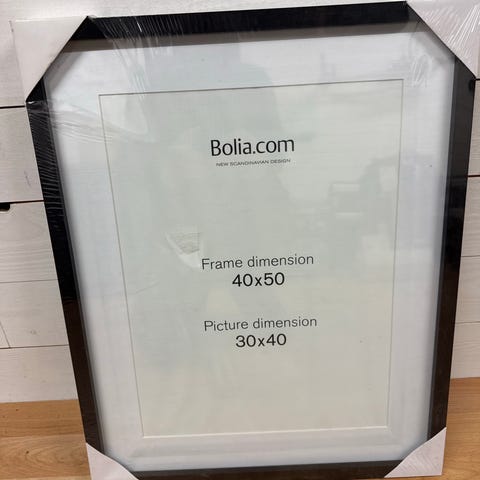 Bolia.com
NEW SCANDINAVIAN DESIGN
Frame dimension
40x50
Picture dimension
30x40